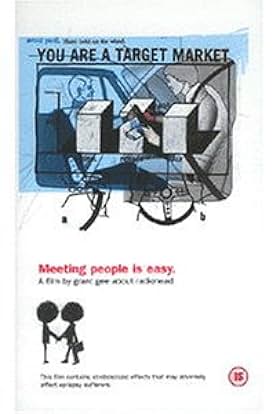 YOU ARE A TARGET MARKET
a
b
Meeting people is easy.
A film by grant gee about radiohead
This film contains stroboscopic effects that may adversely
affect epilepsy sufferers.
15